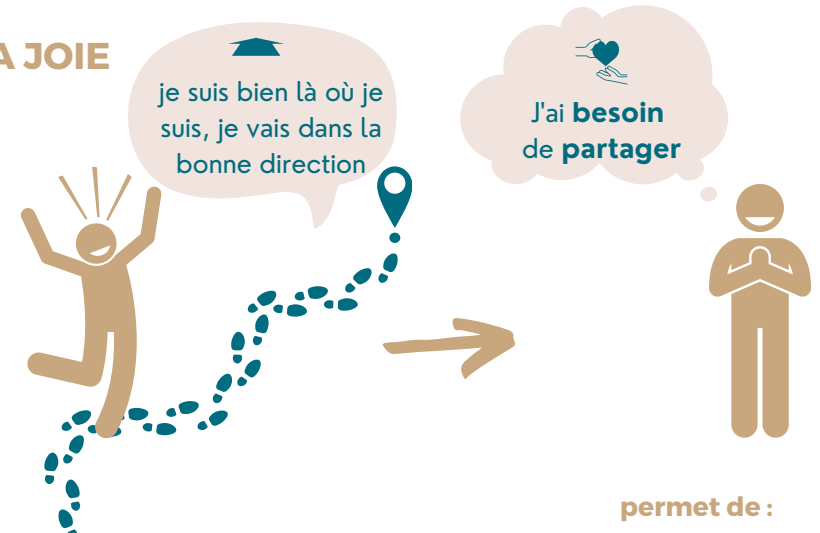 A JOIE
je suis bien là où je
suis, je vais dans la
bonne direction
J'ai besoin
de partager
permet de :